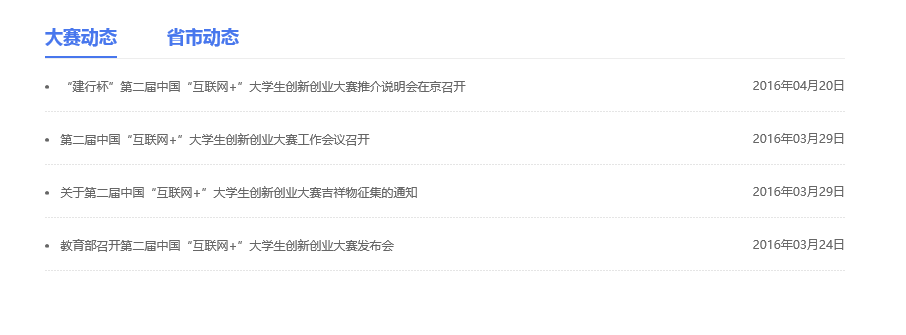 大赛动态 省市动态
“建行杯”第二届中国“互联网+”大学生创新创业大赛推介说明会在京召开 2016年04月20日
第二届中国“互联网+”大学生创新创业大赛工作会议召开 2016年03月29日
关于第二届中国“互联网+”大学生创新创业大赛吉祥物征集的通知 2016年03月29日
教育部召开第二届中国“互联网+”大学生创新创业大赛发布会 2016年03月24日